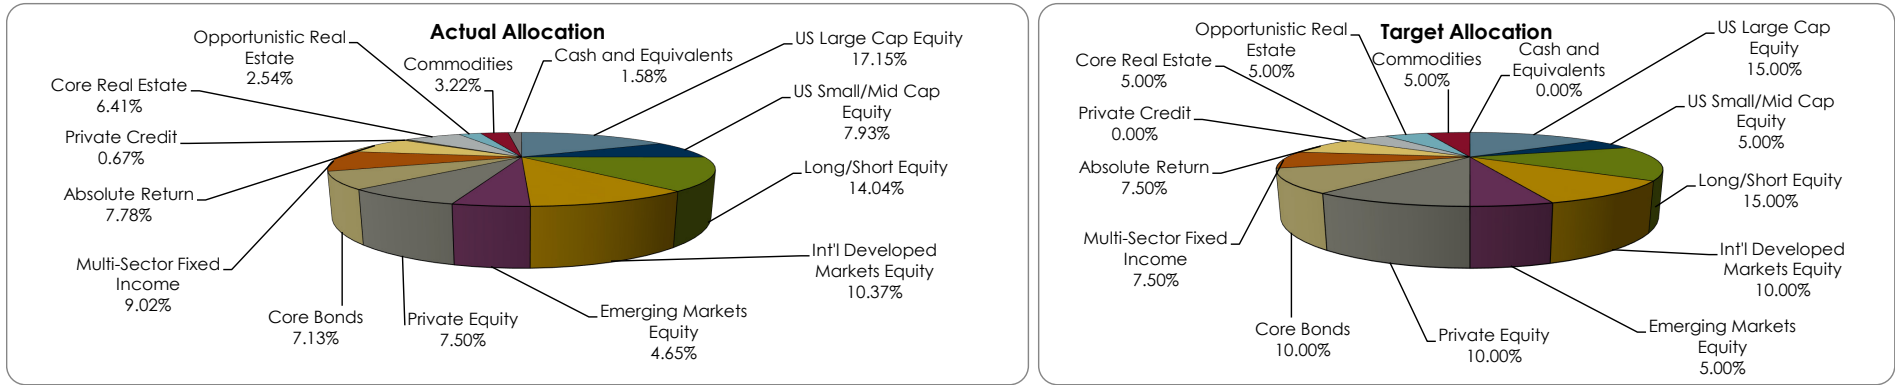 Actual Allocation
Opportunistic Real
Estate
2.54%
Commodities
3.22%
Cash and Equivalents
1.58%
US Large Cap Equity
17.15%
Core Real Estate
6.41%
US Small/Mid Cap
Equity
7.93%
Private Credit
0.67%
Long/Short Equity
14.04%
Absolute Return
7.78%
Int'l Developed
Markets Equity
10.37%
Multi-Sector Fixed
Income
9.02%
Core Bonds
7.13%
Private Equity
7.50%
Emerging Markets
Equity
4.65%
Target Allocation
Opportunistic Real
Estate
5.00%
Commodities
5.00%
Cash and
Equivalents
0.00%
US Large Cap
Equity
15.00%
Core Real Estate
5.00%
US Small/Mid Cap
Equity
5.00%
Private Credit
0.00%
Long/Short Equity
15.00%
Absolute Return
7.50%
Int'l Developed
Markets Equity
10.00%
Multi-Sector Fixed
Income
7.50%
Core Bonds
10.00%
Private Equity
10.00%
Emerging Markets
Equity
5.00%